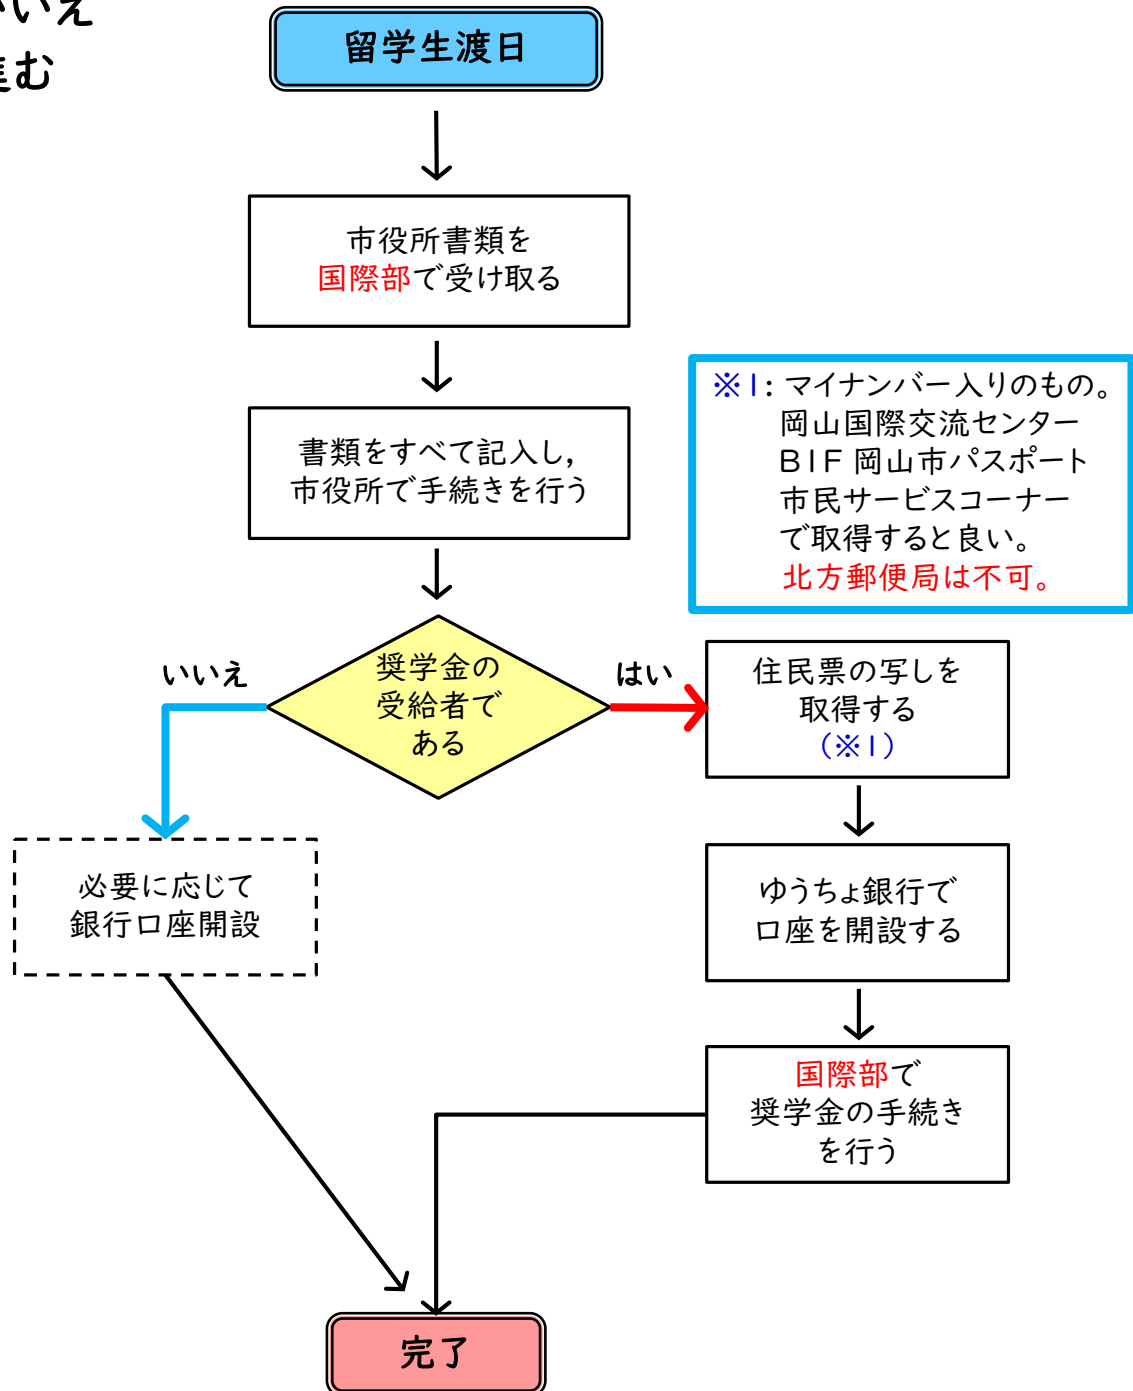 いいえ
進む
留学生渡日
市役所書類を
国際部で受け取る
書類をすべて記入し，
市役所で手続きを行う
※1：マイナンバー入りのもの。
岡山国際交流センター
B1F 岡山市パスポート
市民サービスコーナー
で取得すると良い。
北方郵便局は不可。
いいえ
奨学金の
受給者で
ある
はい
住民票の写しを
取得する
（※1）
必要に応じて
銀行口座開設
ゆうちょ銀行で
口座を開設する
国際部で
奨学金の手続き
を行う
完了